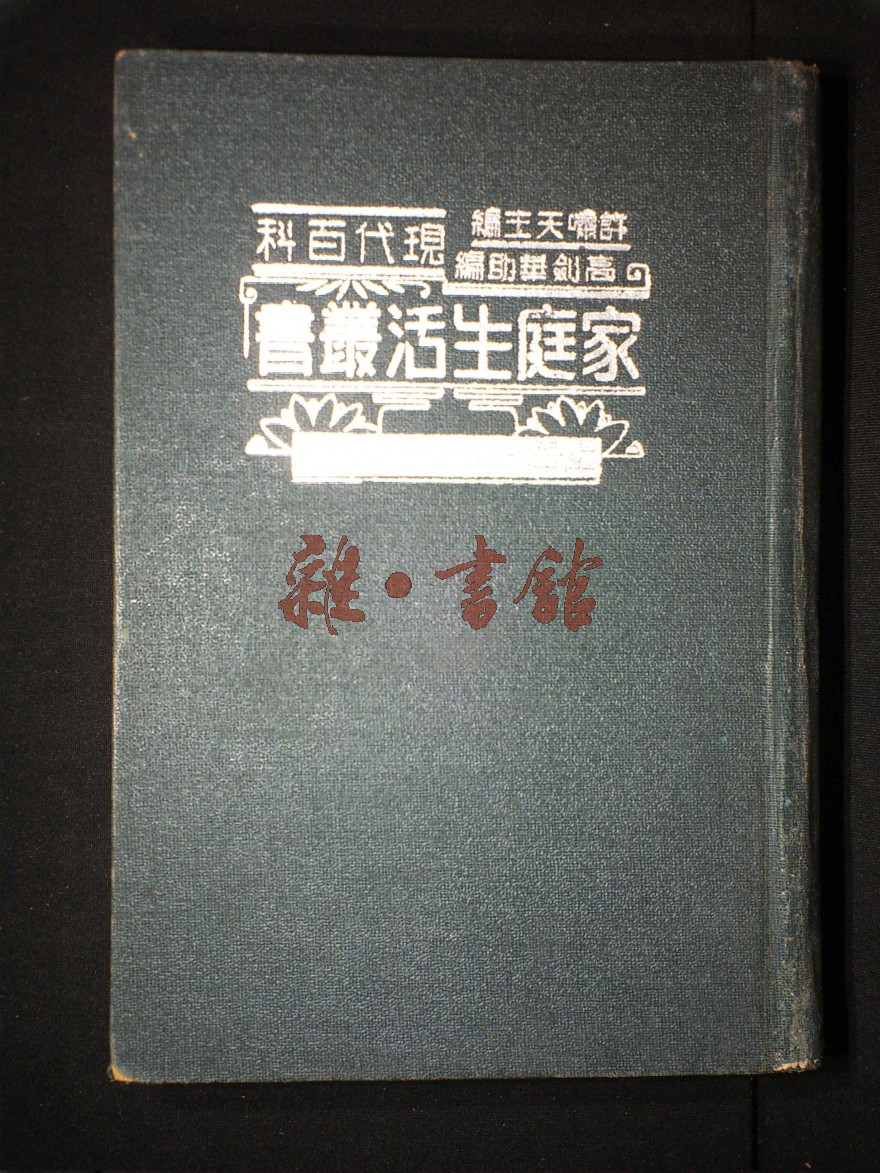 許嘯天主編
高劍華助編
現代百科
家庭生活叢書
雜·書館